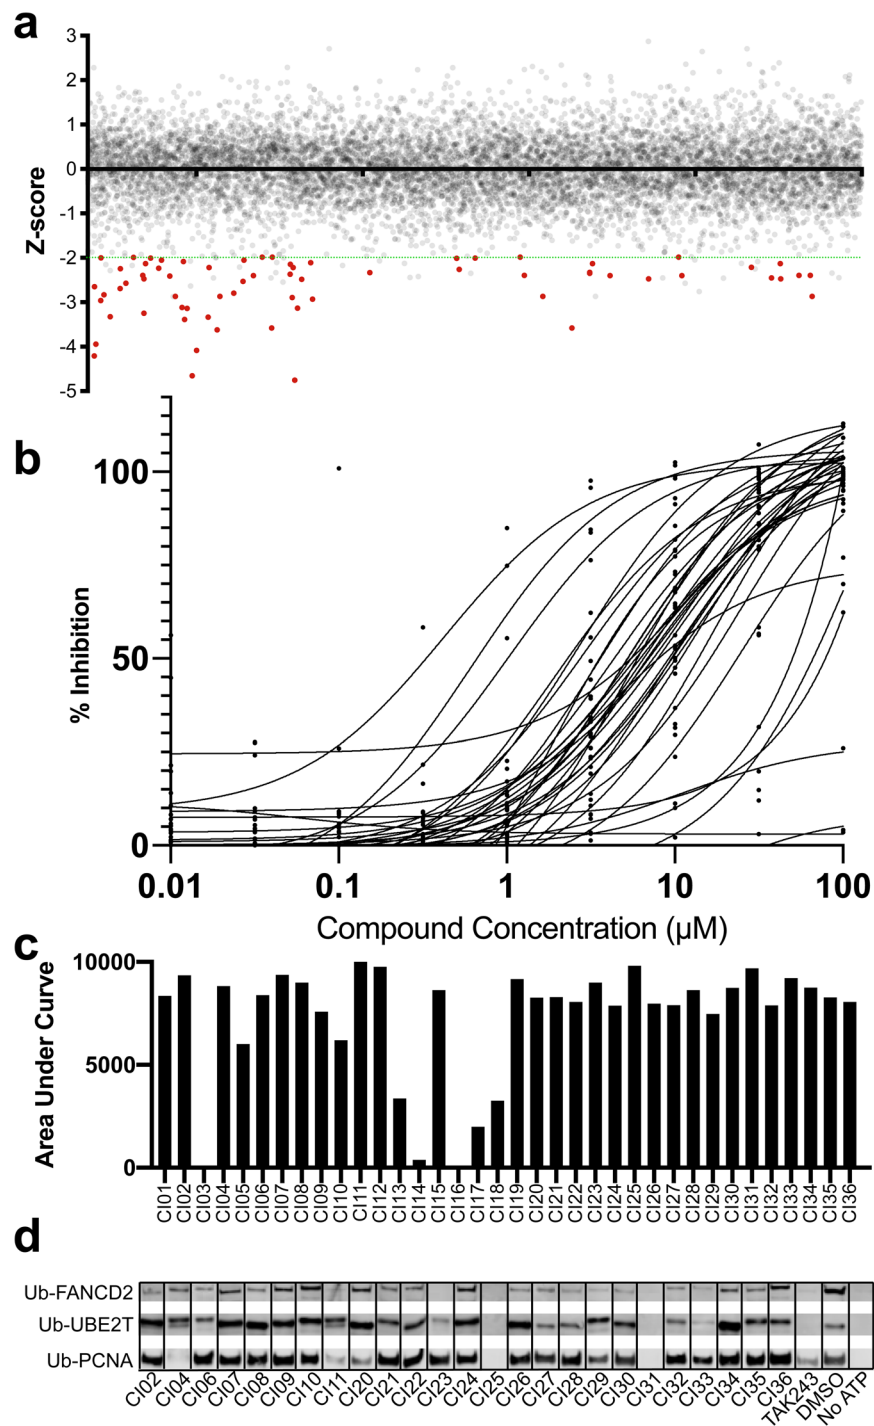 a
3
2
1
0
-1
-2
-3
-4
-5
Z-score
b
100
50
0
% Inhibition
0.01 0.1 1 10 100
Compound Concentration (µM)
c
10000
5000
0
Area Under Curve
CI01 CI02 CI03 CI04 CI05 CI06 CI07 CI08 CI09 CI10 CI11 CI12 CI13 CI14 CI15 CI16 CI17 CI18 CI19 CI20 CI21 CI22 CI23 CI24 CI25 CI26 CI27 CI28 CI29 CI30 CI31 CI32 CI33 CI34 CI35 CI36
d
Ub-FANCD2
Ub-UBE2T
Ub-PCNA
CI02 CI04 CI06 CI07 CI08 CI09 CI10 CI11 CI20 CI21 CI22 CI23 CI24 CI25 CI26 CI27 CI28 CI29 CI30 CI31 CI32 CI33 CI34 CI35 CI36 TAK243 DMSO No ATP